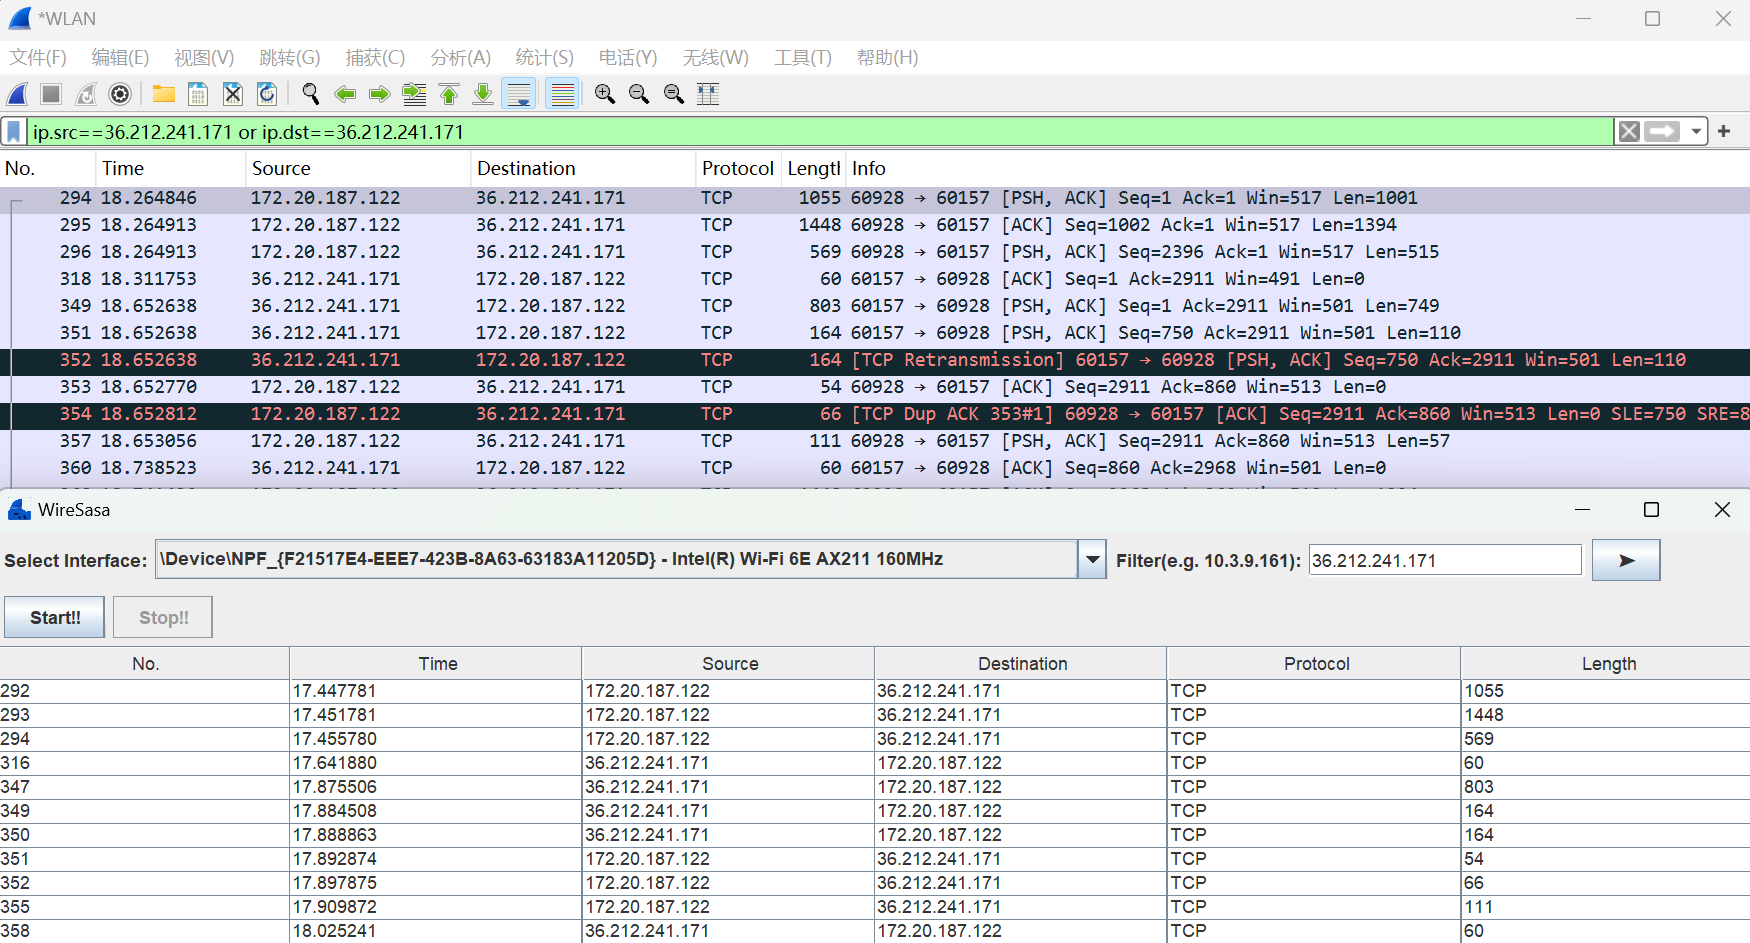 *WLAN
文件(F) 编辑(E) 视图(V) 跳转(G) 捕获(C) 分析(A) 统计(S) 电话(Y) 无线(W) 工具(T) 帮助(H)
ip.src==36.212.241.171 or ip.dst==36.212.241.171
No. Time Source Destination Protocol Lengtl Info
294 18.264846 172.20.187.122 36.212.241.171 TCP 1055 60928 → 60157 [PSH, ACK] Seq=1 Ack=1 Win=517 Len=1001
295 18.264913 172.20.187.122 36.212.241.171 TCP 1448 60928 → 60157 [ACK] Seq=1002 Ack=1 Win=517 Len=1394
296 18.264913 172.20.187.122 36.212.241.171 TCP 569 60928 → 60157 [PSH, ACK] Seq=2396 Ack=1 Win=517 Len=515
318 18.311753 36.212.241.171 172.20.187.122 TCP 60 60157 → 60928 [ACK] Seq=1 Ack=2911 Win=491 Len=0
349 18.652638 36.212.241.171 172.20.187.122 TCP 803 60157 → 60928 [PSH, ACK] Seq=1 Ack=2911 Win=501 Len=749
351 18.652638 36.212.241.171 172.20.187.122 TCP 164 60157 → 60928 [PSH, ACK] Seq=750 Ack=2911 Win=501 Len=110
352 18.652638 36.212.241.171 172.20.187.122 TCP 164 [TCP Retransmission] 60157 → 60928 [PSH, ACK] Seq=750 Ack=2911 Win=501 Len=110
353 18.652770 172.20.187.122 36.212.241.171 TCP 54 60928 → 60157 [ACK] Seq=2911 Ack=860 Win=513 Len=0
354 18.652812 172.20.187.122 36.212.241.171 TCP 66 [TCP Dup ACK 353#1] 60928 → 60157 [ACK] Seq=2911 Ack=860 Win=513 Len=0 SLE=750 SRE=8
357 18.653056 172.20.187.122 36.212.241.171 TCP 111 60928 → 60157 [PSH, ACK] Seq=2911 Ack=860 Win=513 Len=57
360 18.738523 36.212.241.171 172.20.187.122 TCP 60 60157 → 60928 [ACK] Seq=860 Ack=2968 Win=501 Len=0
WireSasa
Select Interface: \Device\NPF_{F21517E4-EEE7-423B-8A63-63183A11205D} - Intel(R) Wi-Fi 6E AX211 160MHz Filter(e.g. 10.3.9.161): 36.212.241.171
Start!! Stop!!
No. Time Source Destination Protocol Length
292 17.447781 172.20.187.122 36.212.241.171 TCP 1055
293 17.451781 172.20.187.122 36.212.241.171 TCP 1448
294 17.455780 172.20.187.122 36.212.241.171 TCP 569
316 17.641880 36.212.241.171 172.20.187.122 TCP 60
347 17.875506 36.212.241.171 172.20.187.122 TCP 803
349 17.884508 36.212.241.171 172.20.187.122 TCP 164
350 17.888863 36.212.241.171 172.20.187.122 TCP 164
351 17.892874 172.20.187.122 36.212.241.171 TCP 54
352 17.897875 172.20.187.122 36.212.241.171 TCP 66
355 17.909872 172.20.187.122 36.212.241.171 TCP 111
358 18.025241 36.212.241.171 172.20.187.122 TCP 60